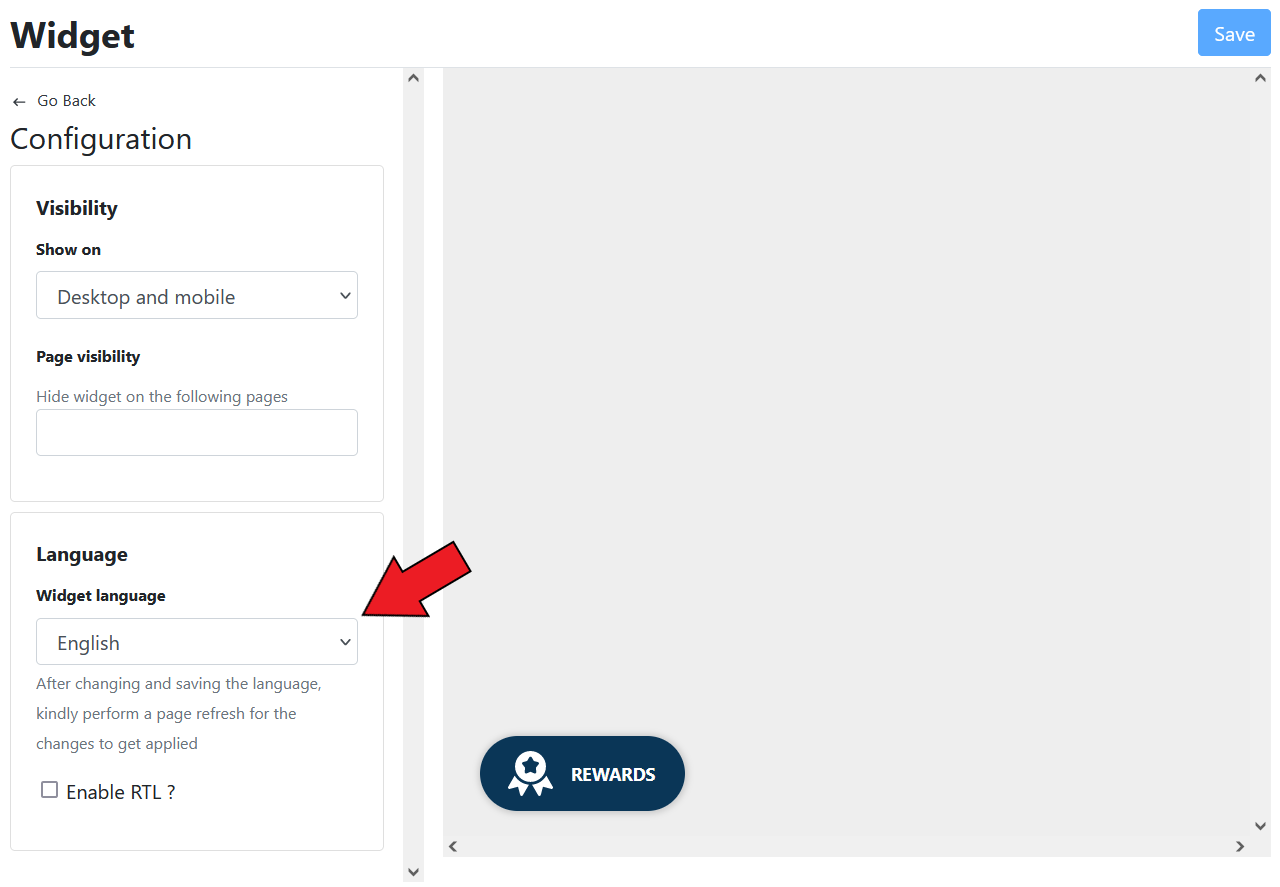 Widget
Save
Go Back
Configuration
Visibility
Show on
Desktop and mobile
Page visibility
Hide widget on the following pages
Language
Widget language
English
After changing and saving the language,
kindly perform a page refresh for the
changes to get applied
Enable RTL ?
REWARDS